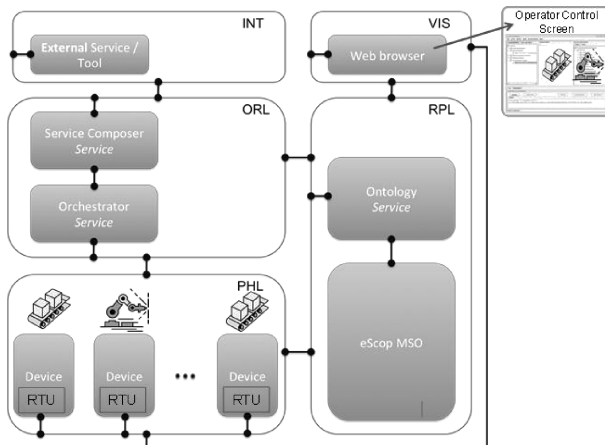 INT
External Service /
Tool
VIS
Web browser
Operator Control
Screen
ORL
Service Composer
Service
Orchestrator
Service
RPL
Ontology
Service
eScop MSO
PHL
Device
RTU
Device
RTU
...
Device
RTU